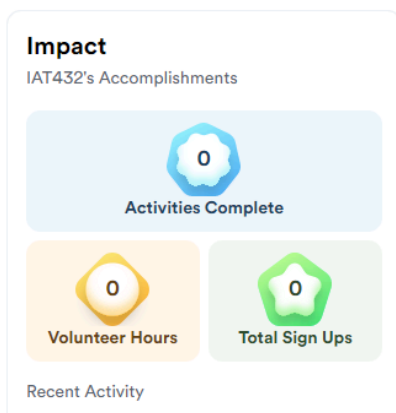 Impact
IAT432's Accomplishments
0
Activities Complete
0
Volunteer Hours
0
Total Sign Ups
Recent Activity